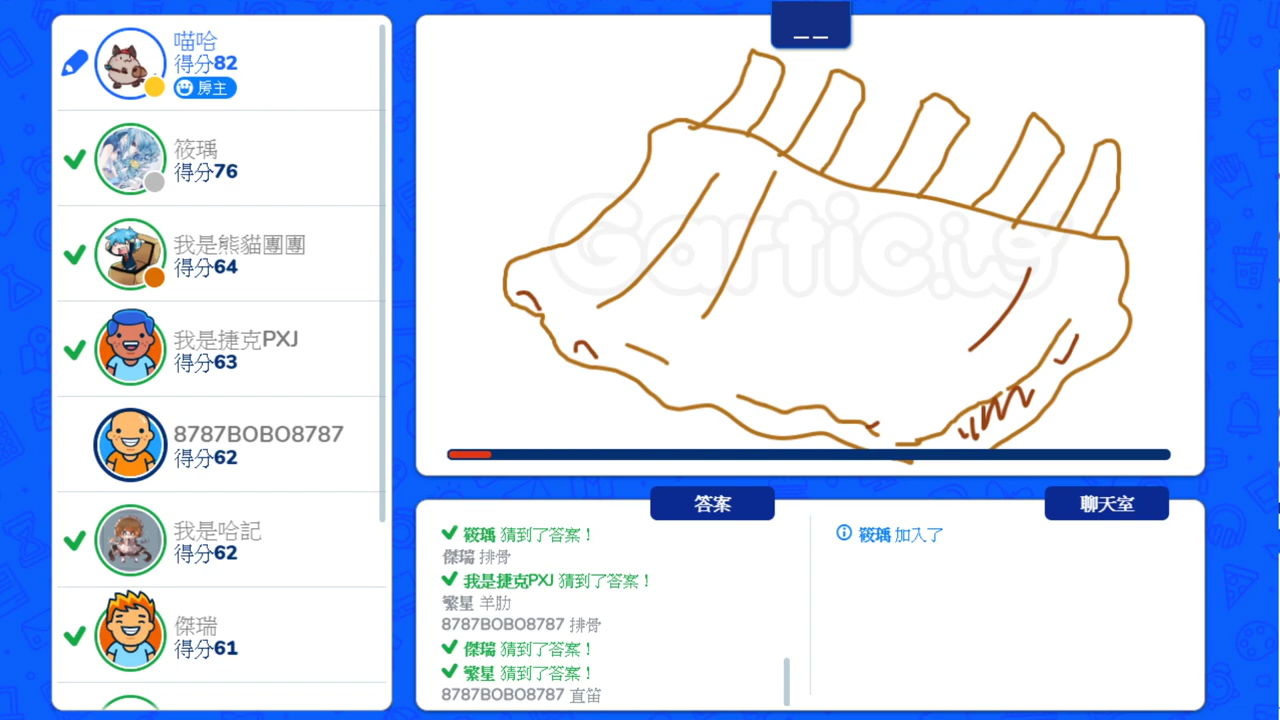 喵哈
得分82
房主
筱瑀
得分76
我是熊貓團團
得分64
我是捷克PXJ
得分63
8787BOBO8787
得分62
我是哈記
得分62
傑瑞
得分61
_ _
Gartic.io
答案
筱瑀 猜到了答案！
傑瑞 排骨
我是捷克PXJ 猜到了答案！
繁星 羊肋
8787BOBO8787 排骨
傑瑞 猜到了答案！
繁星 猜到了答案！
8787BOBO8787 直笛
聊天室
筱瑀 加入了